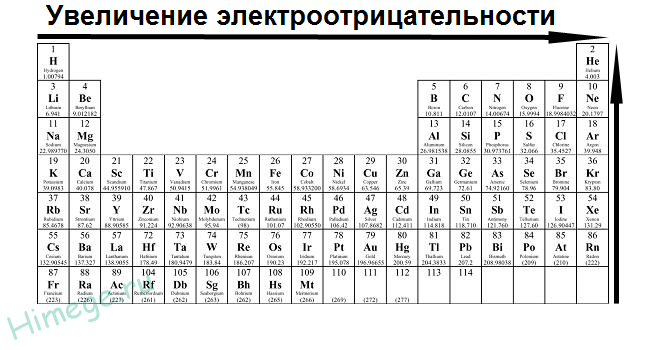 Увеличение электроотрицательности
1 2
H He
Hydrogen Helium
1.00794 4.003
3 4 5 6 7 8 9 10
Li Be B C N O F Ne
Lithium Beryllium Boron Carbon Nitrogen Oxygen Fluorine Neon
6.941 9.012182 10.811 12.0107 14.00674 15.9994 18.9984032 20.1797
11 12 13 14 15 16 17 18
Na Mg Al Si P S Cl Ar
Sodium Magnesium Aluminum Silicon Phosphorus Sulfur Chlorine Argon
22.989770 24.3050 26.981538 28.0855 30.973761 32.066 35.4527 39.948
19 20 21 22 23 24 25 26 27 28 29 30 31 32 33 34 35 36
K Ca Sc Ti V Cr Mn Fe Co Ni Cu Zn Ga Ge As Se Br Kr
Potassium Calcium Scandium Titanium Vanadium Chromium Manganese Iron Cobalt Nickel Copper Zinc Gallium Germanium Arsenic Selenium Bromine Krypton
39.0983 40.078 44.955910 47.867 50.9415 51.9961 54.938049 55.845 58.933200 58.6934 63.546 65.39 69.723 72.61 74.92160 78.96 79.904 83.80
37 38 39 40 41 42 43 44 45 46 47 48 49 50 51 52 53 54
Rb Sr Y Zr Nb Mo Tc Ru Rh Pd Ag Cd In Sn Sb Te I Xe
Rubidium Strontium Yttrium Zirconium Niobium Molybdenum Technetium Ruthenium Rhodium Palladium Silver Cadmium Indium Tin Antimony Tellurium Iodine Xenon
85.4678 87.62 88.90585 91.224 92.90638 95.94 (98) 101.07 102.90550 106.42 107.8682 112.411 114.818 118.710 121.760 127.60 126.90447 131.29
55 56 57 72 73 74 75 76 77 78 79 80 81 82 83 84 85 86
Cs Ba La Hf Ta W Re Os Ir Pt Au Hg Tl Pb Bi Po At Rn
Cesium Barium Lanthanum Hafnium Tantalum Tungsten Rhenium Osmium Iridium Platinum Gold Mercury Thallium Lead Bismuth Polonium Astatine Radon
132.90545 137.327 138.9055 178.49 180.9479 183.84 186.207 190.23 192.217 195.078 196.96655 200.59 204.3833 207.2 208.98038 (209) (210) (222)
87 88 89 104 105 106 107 108 109 110 111 112 113 114
Fr Ra Ac Rf Db Sg Bh Hs Mt
Francium Radium Actinium Rutherfordium Dubnium Seaborgium Bohrium Hassium Meitnerium
(223) (226) (227) (261) (262) (263) (262) (265) (266) (269) (272) (277)
Himege.ru